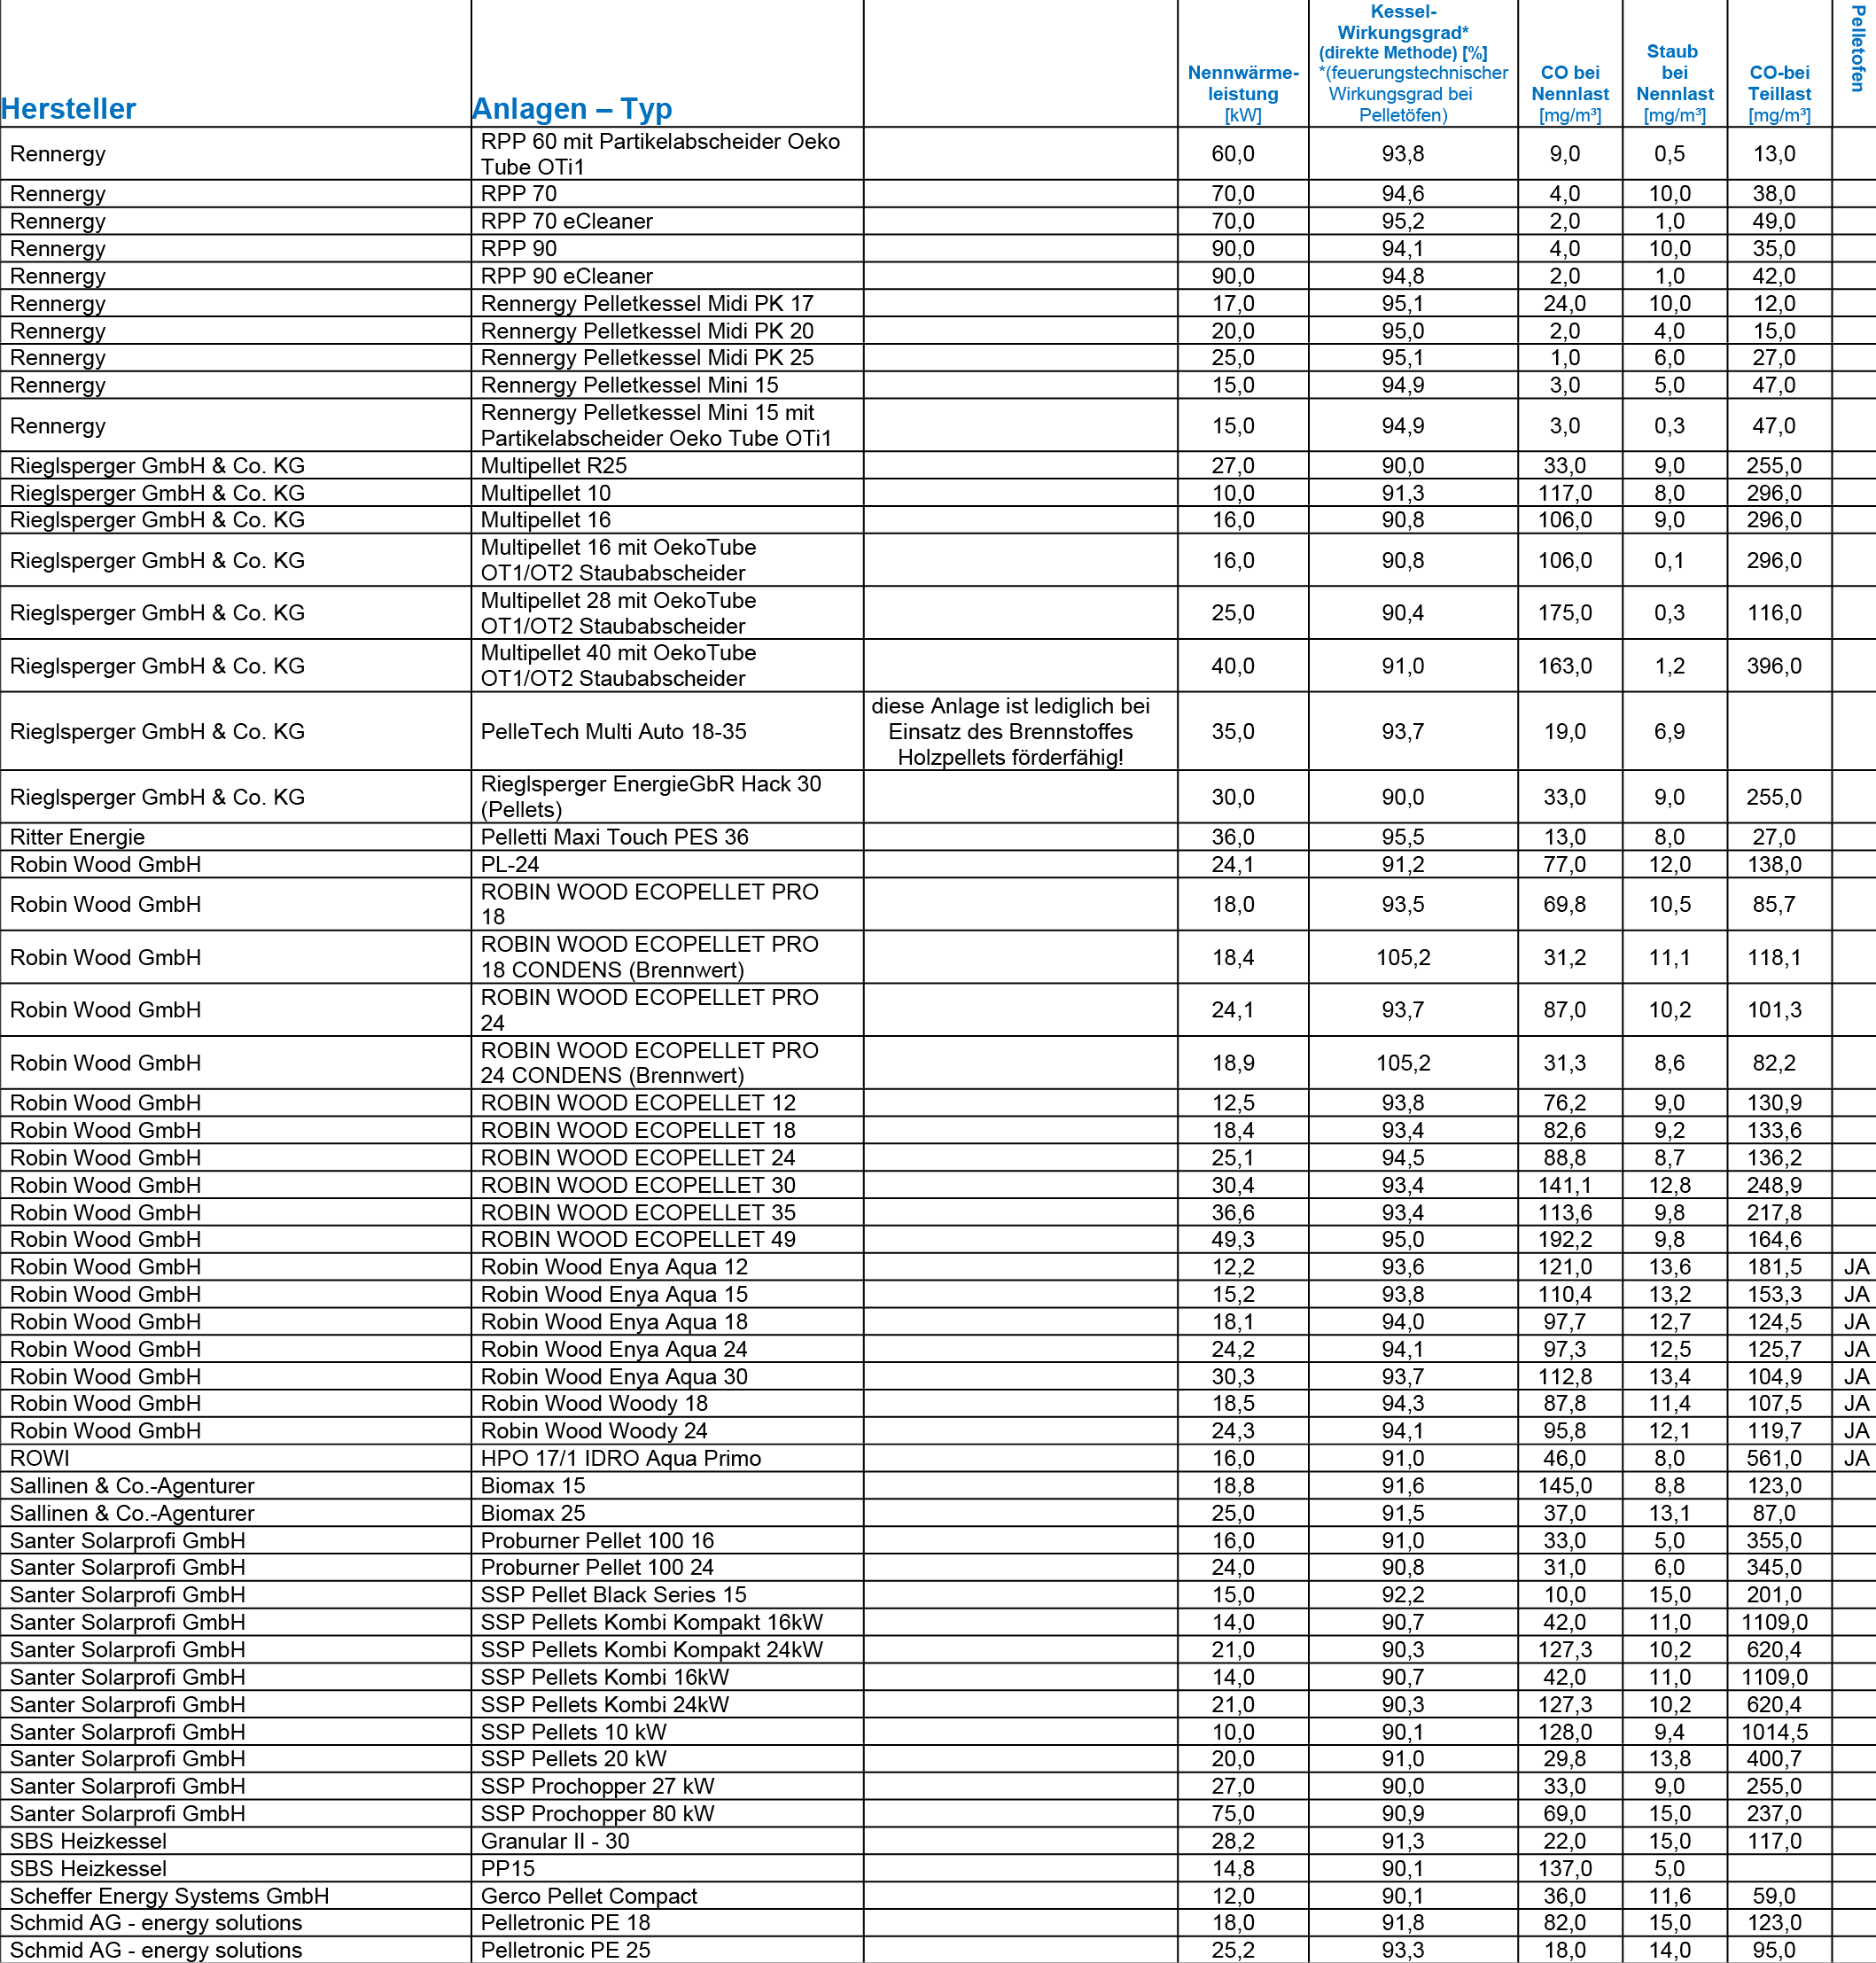 Hersteller Anlagen – Typ Nennwärme-leistung [kW] Kessel-Wirkungsgrad* (direkte Methode) [%] *(feuerungstechnischer Wirkungsgrad bei Pelletöfen) CO bei Nennlast [mg/m³] Staub bei Nennlast [mg/m³] CO-bei Teillast [mg/m³] Pelletofen
Rennergy RPP 60 mit Partikelabscheider Oeko Tube OTi1 60,0 93,8 9,0 0,5 13,0
Rennergy RPP 70 70,0 94,6 4,0 10,0 38,0
Rennergy RPP 70 eCleaner 70,0 95,2 2,0 1,0 49,0
Rennergy RPP 90 90,0 94,1 4,0 10,0 35,0
Rennergy RPP 90 eCleaner 90,0 94,8 2,0 1,0 42,0
Rennergy Rennergy Pelletkessel Midi PK 17 17,0 95,1 24,0 10,0 12,0
Rennergy Rennergy Pelletkessel Midi PK 20 20,0 95,0 2,0 4,0 15,0
Rennergy Rennergy Pelletkessel Midi PK 25 25,0 95,1 1,0 6,0 27,0
Rennergy Rennergy Pelletkessel Mini 15 15,0 94,9 3,0 5,0 47,0
Rennergy Rennergy Pelletkessel Mini 15 mit Partikelabscheider Oeko Tube OTi1 15,0 94,9 3,0 0,3 47,0
Rieglsperger GmbH & Co. KG Multipellet R25 27,0 90,0 33,0 9,0 255,0
Rieglsperger GmbH & Co. KG Multipellet 10 10,0 91,3 117,0 8,0 296,0
Rieglsperger GmbH & Co. KG Multipellet 16 16,0 90,8 106,0 9,0 296,0
Rieglsperger GmbH & Co. KG Multipellet 16 mit OekoTube OT1/OT2 Staubabscheider 16,0 90,8 106,0 0,1 296,0
Rieglsperger GmbH & Co. KG Multipellet 28 mit OekoTube OT1/OT2 Staubabscheider 25,0 90,4 175,0 0,3 116,0
Rieglsperger GmbH & Co. KG Multipellet 40 mit OekoTube OT1/OT2 Staubabscheider 40,0 91,0 163,0 1,2 396,0
Rieglsperger GmbH & Co. KG PelleTech Multi Auto 18-35 diese Anlage ist lediglich bei Einsatz des Brennstoffes Holzpellets förderfähig! 35,0 93,7 19,0 6,9
Rieglsperger GmbH & Co. KG Rieglsperger EnergieGbR Hack 30 (Pellets) 30,0 90,0 33,0 9,0 255,0
Ritter Energie Pelletti Maxi Touch PES 36 36,0 95,5 13,0 8,0 27,0
Robin Wood GmbH PL-24 24,1 91,2 77,0 12,0 138,0
Robin Wood GmbH ROBIN WOOD ECOPELLET PRO 18 18,0 93,5 69,8 10,5 85,7
Robin Wood GmbH ROBIN WOOD ECOPELLET PRO 18 CONDENS (Brennwert) 18,4 105,2 31,2 11,1 118,1
Robin Wood GmbH ROBIN WOOD ECOPELLET PRO 24 24,1 93,7 87,0 10,2 101,3
Robin Wood GmbH ROBIN WOOD ECOPELLET PRO 24 CONDENS (Brennwert) 18,9 105,2 31,3 8,6 82,2
Robin Wood GmbH ROBIN WOOD ECOPELLET 12 12,5 93,8 76,2 9,0 130,9
Robin Wood GmbH ROBIN WOOD ECOPELLET 18 18,4 93,4 82,6 9,2 133,6
Robin Wood GmbH ROBIN WOOD ECOPELLET 24 25,1 94,5 88,8 8,7 136,2
Robin Wood GmbH ROBIN WOOD ECOPELLET 30 30,4 93,4 141,1 12,8 248,9
Robin Wood GmbH ROBIN WOOD ECOPELLET 35 36,6 93,4 113,6 9,8 217,8
Robin Wood GmbH ROBIN WOOD ECOPELLET 49 49,3 95,0 192,2 9,8 164,6
Robin Wood GmbH Robin Wood Enya Aqua 12 12,2 93,6 121,0 13,6 181,5 JA
Robin Wood GmbH Robin Wood Enya Aqua 15 15,2 93,8 110,4 13,2 153,3 JA
Robin Wood GmbH Robin Wood Enya Aqua 18 18,1 94,0 97,7 12,7 124,5 JA
Robin Wood GmbH Robin Wood Enya Aqua 24 24,2 94,1 97,3 12,5 125,7 JA
Robin Wood GmbH Robin Wood Enya Aqua 30 30,3 93,7 112,8 13,4 104,9 JA
Robin Wood GmbH Robin Wood Woody 18 18,5 94,3 87,8 11,4 107,5 JA
Robin Wood GmbH Robin Wood Woody 24 24,3 94,1 95,8 12,1 119,7 JA
ROWI HPO 17/1 IDRO Aqua Primo 16,0 91,0 46,0 8,0 561,0 JA
Sallinen & Co.-Agenturer Biomax 15 18,8 91,6 145,0 8,8 123,0
Sallinen & Co.-Agenturer Biomax 25 25,0 91,5 37,0 13,1 87,0
Santer Solarprofi GmbH Proburner Pellet 100 16 16,0 91,0 33,0 5,0 355,0
Santer Solarprofi GmbH Proburner Pellet 100 24 24,0 90,8 31,0 6,0 345,0
Santer Solarprofi GmbH SSP Pellet Black Series 15 15,0 92,2 10,0 15,0 201,0
Santer Solarprofi GmbH SSP Pellets Kombi Kompakt 16kW 14,0 90,7 42,0 11,0 1109,0
Santer Solarprofi GmbH SSP Pellets Kombi Kompakt 24kW 21,0 90,3 127,3 10,2 620,4
Santer Solarprofi GmbH SSP Pellets Kombi 16kW 14,0 90,7 42,0 11,0 1109,0
Santer Solarprofi GmbH SSP Pellets Kombi 24kW 21,0 90,3 127,3 10,2 620,4
Santer Solarprofi GmbH SSP Pellets 10 kW 10,0 90,1 128,0 9,4 1014,5
Santer Solarprofi GmbH SSP Pellets 20 kW 20,0 91,0 29,8 13,8 400,7
Santer Solarprofi GmbH SSP Prochopper 27 kW 27,0 90,0 33,0 9,0 255,0
Santer Solarprofi GmbH SSP Prochopper 80 kW 75,0 90,9 69,0 15,0 237,0
SBS Heizkessel Granular II - 30 28,2 91,3 22,0 15,0 117,0
SBS Heizkessel PP15 14,8 90,1 137,0 5,0
Scheffer Energy Systems GmbH Gerco Pellet Compact 12,0 90,1 36,0 11,6 59,0
Schmid AG - energy solutions Pelletronic PE 18 18,0 91,8 82,0 15,0 123,0
Schmid AG - energy solutions Pelletronic PE 25 25,2 93,3 18,0 14,0 95,0